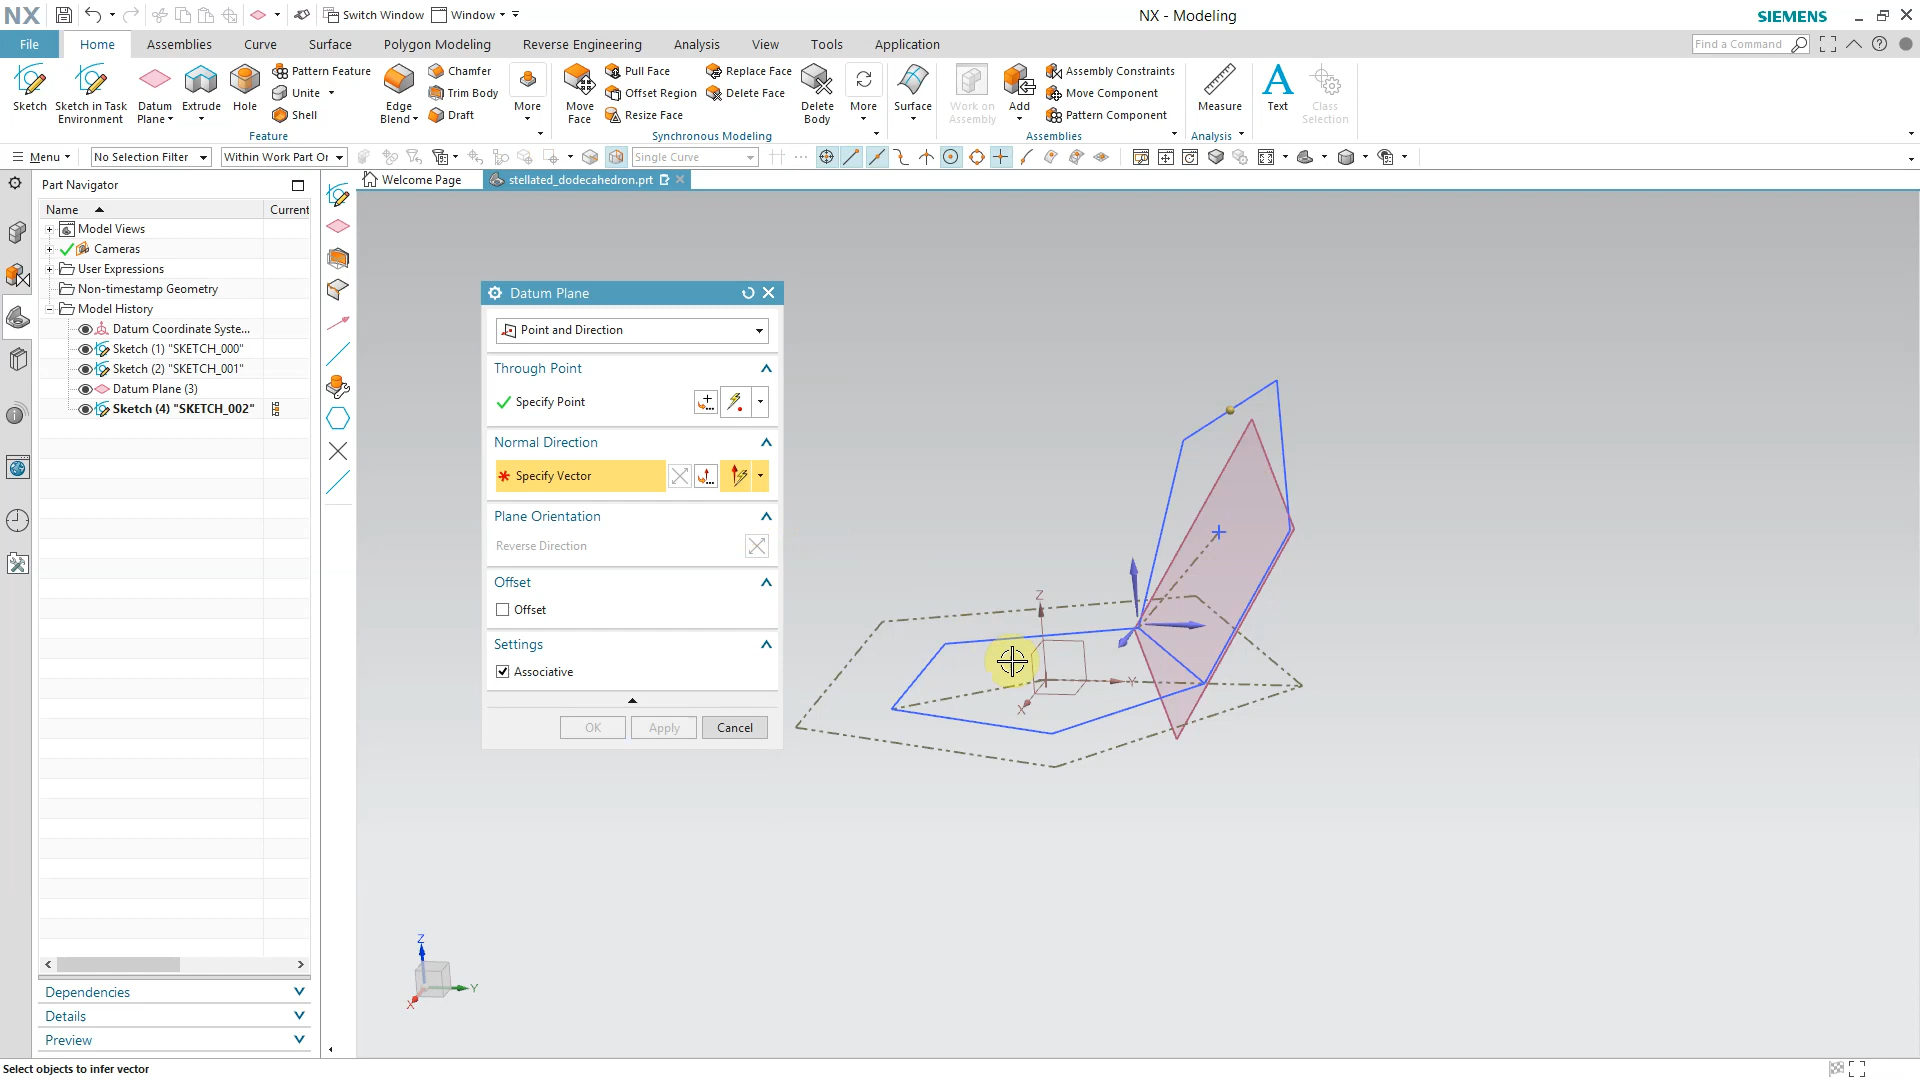 NX
Switch Window
Window
NX - Modeling
SIEMENS
File
Home
Assemblies
Curve
Surface
Polygon Modeling
Reverse Engineering
Analysis
View
Tools
Application
Find a Command
Sketch
Sketch in Task Environment
Datum Plane
Extrude
Hole
Pattern Feature
Unite
Shell
Edge Blend
Chamfer
Trim Body
Draft
More
Feature
Move Face
Pull Face
Offset Region
Resize Face
Replace Face
Delete Face
Delete Body
More
Synchronous Modeling
Surface
Work on Assembly
Add
Assembly Constraints
Move Component
Pattern Component
Assemblies
Measure
Analysis
Text
Class Selection
Menu
No Selection Filter
Within Work Part Or
Single Curve
Part Navigator
Welcome Page
stellated_dodecahedron.prt
Name
Current
Model Views
Cameras
User Expressions
Non-timestamp Geometry
Model History
Datum Coordinate Syste...
Sketch (1) "SKETCH_000"
Sketch (2) "SKETCH_001"
Datum Plane (3)
Sketch (4) "SKETCH_002"
Datum Plane
Point and Direction
Through Point
Specify Point
Normal Direction
Specify Vector
Plane Orientation
Reverse Direction
Offset
Offset
Settings
Associative
OK
Apply
Cancel
Z
Y
X
Z
Y
X
Dependencies
Details
Preview
Select objects to infer vector